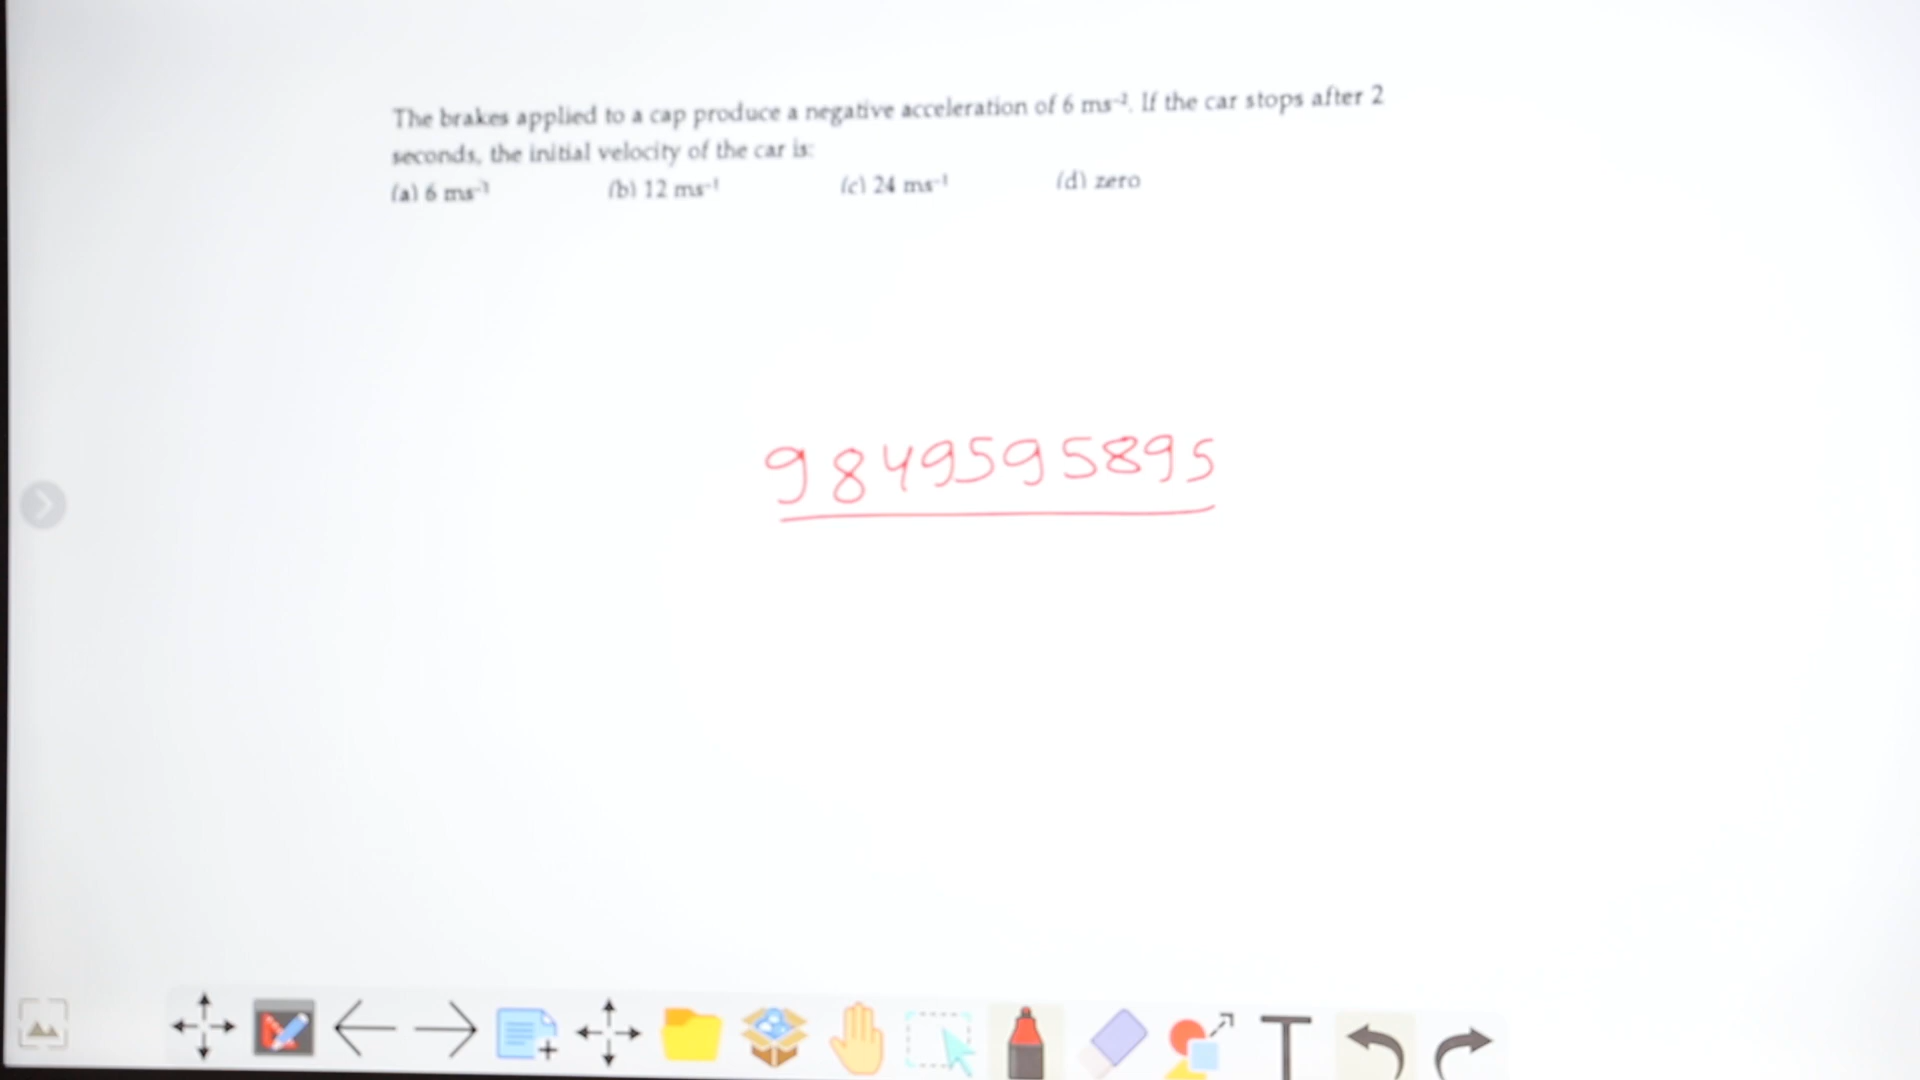 The brakes applied to a cap produce a negative acceleration of 6 ms⁻². If the car stops after 2
seconds, the initial velocity of the car is:
(a) 6 ms⁻¹ (b) 12 ms⁻¹ (c) 24 ms⁻¹ (d) zero
9849595895